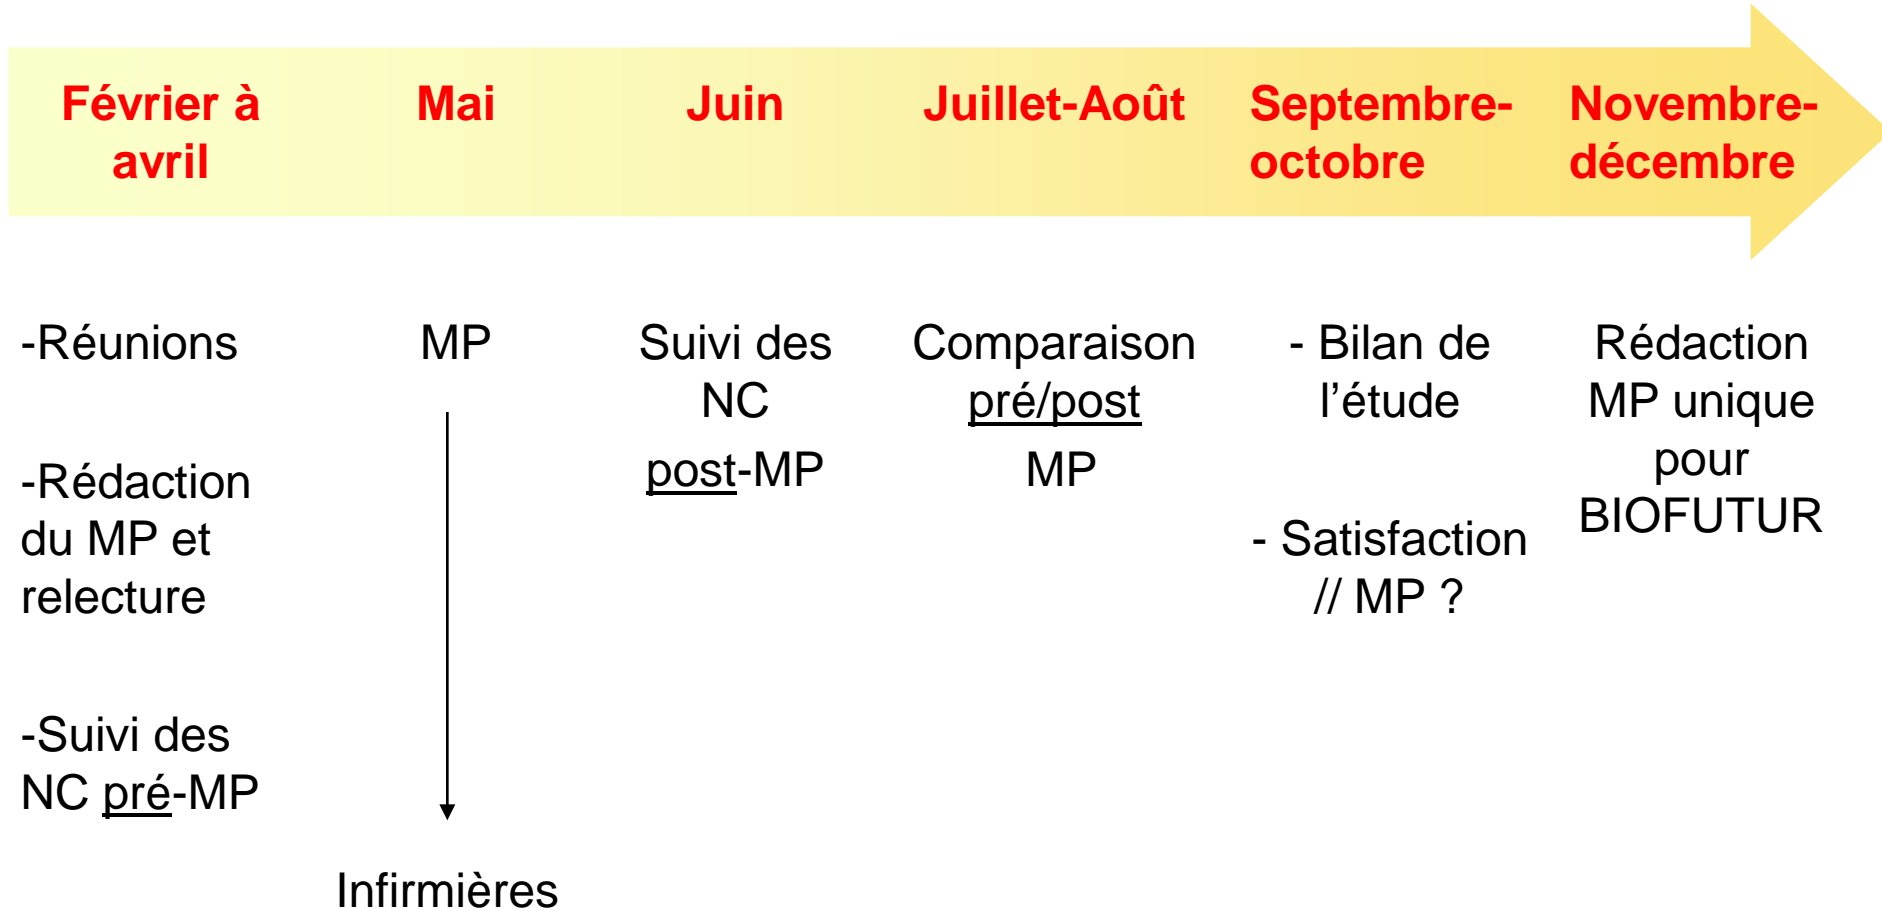 Février à
avril
Mai
Juin
Juillet-Août
Septembre-
octobre
Novembre-
décembre
-Réunions
-Rédaction
du MP et
relecture
-Suivi des
NC pré-MP
MP
Infirmières
Suivi des
NC
post-MP
Comparaison
pré/post
MP
- Bilan de
l’étude
- Satisfaction
// MP ?
Rédaction
MP unique
pour
BIOFUTUR